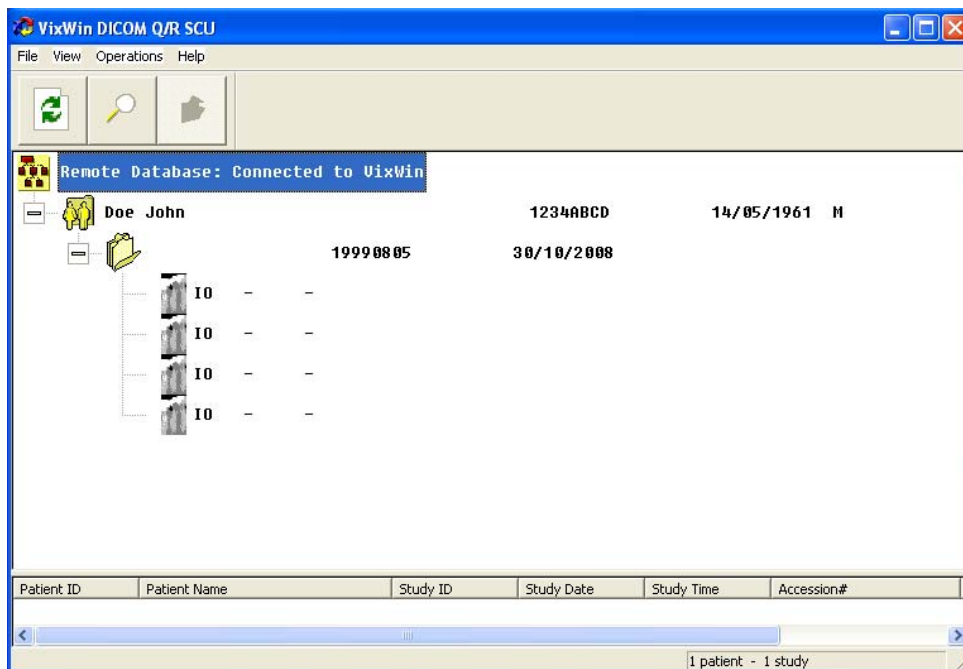 VixWin DICOM Q/R SCU
File View Operations Help
Remote Database: Connected to VixWin
Doe John 1234ABCD 14/05/1961 M
19990805 30/10/2008
IO - -
IO - -
IO - -
IO - -
Patient ID Patient Name Study ID Study Date Study Time Accession#
1 patient - 1 study